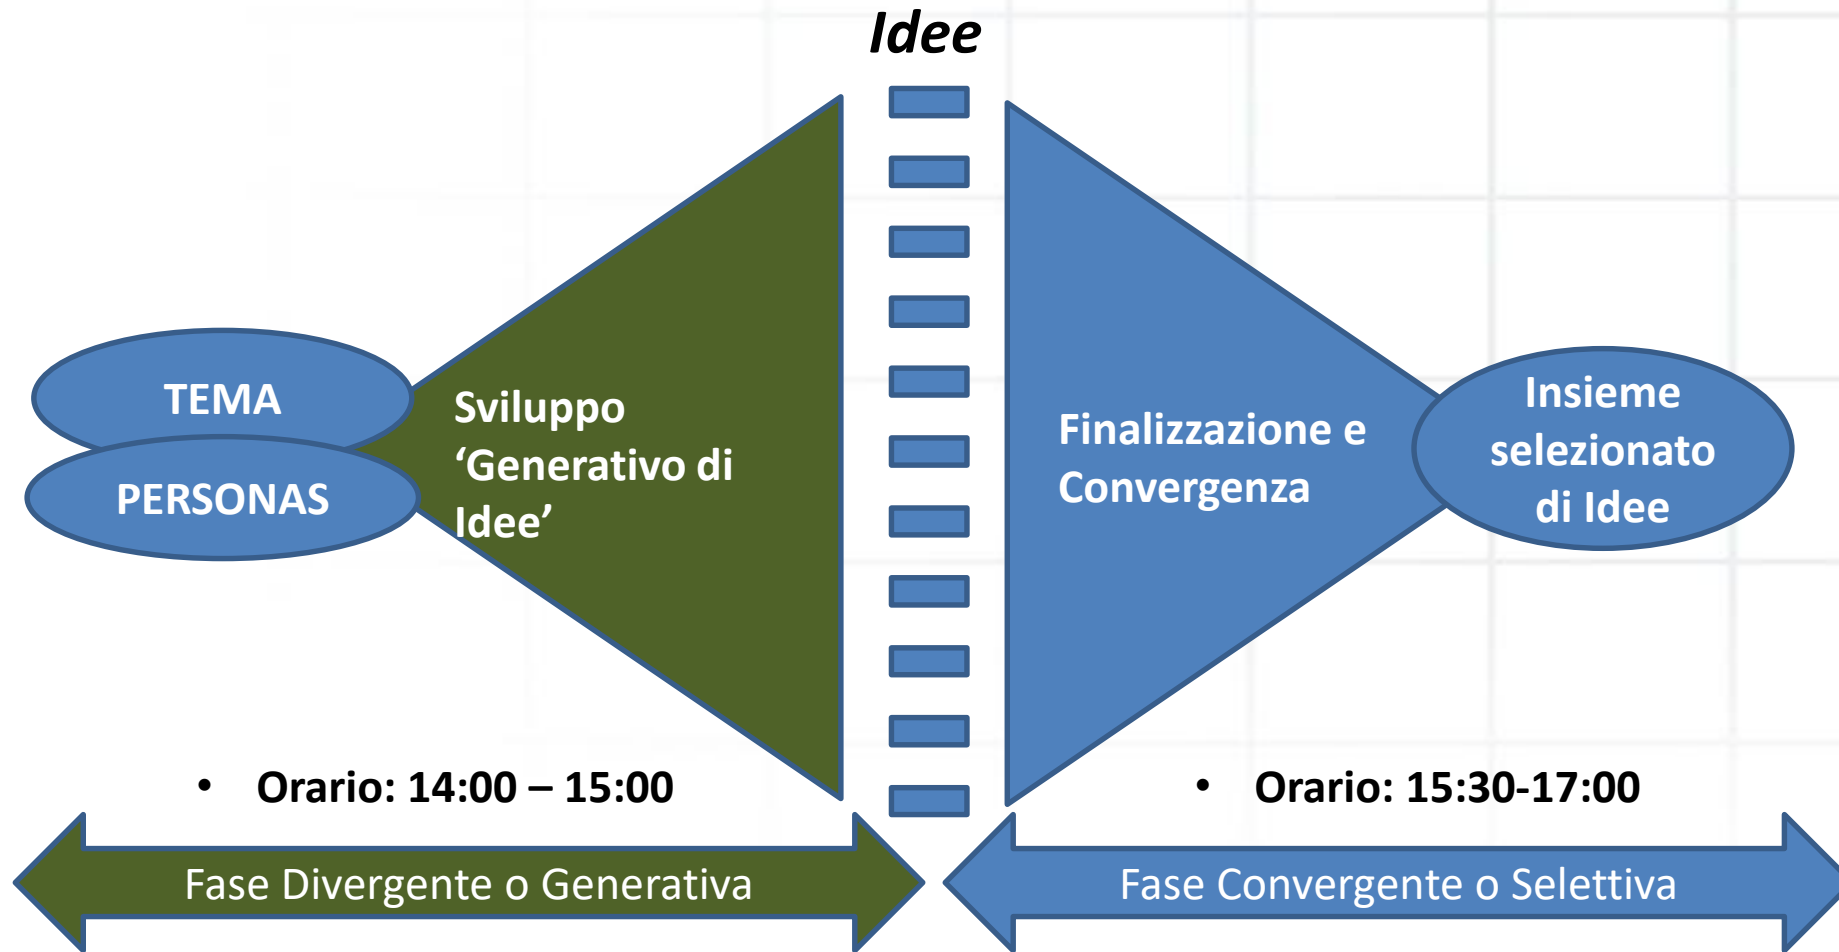 Idee
TEMA
PERSONAS
Sviluppo
‘Generativo di
Idee’
Finalizzazione e
Convergenza
Insieme
selezionato
di Idee
• Orario: 14:00 – 15:00
• Orario: 15:30-17:00
Fase Divergente o Generativa
Fase Convergente o Selettiva